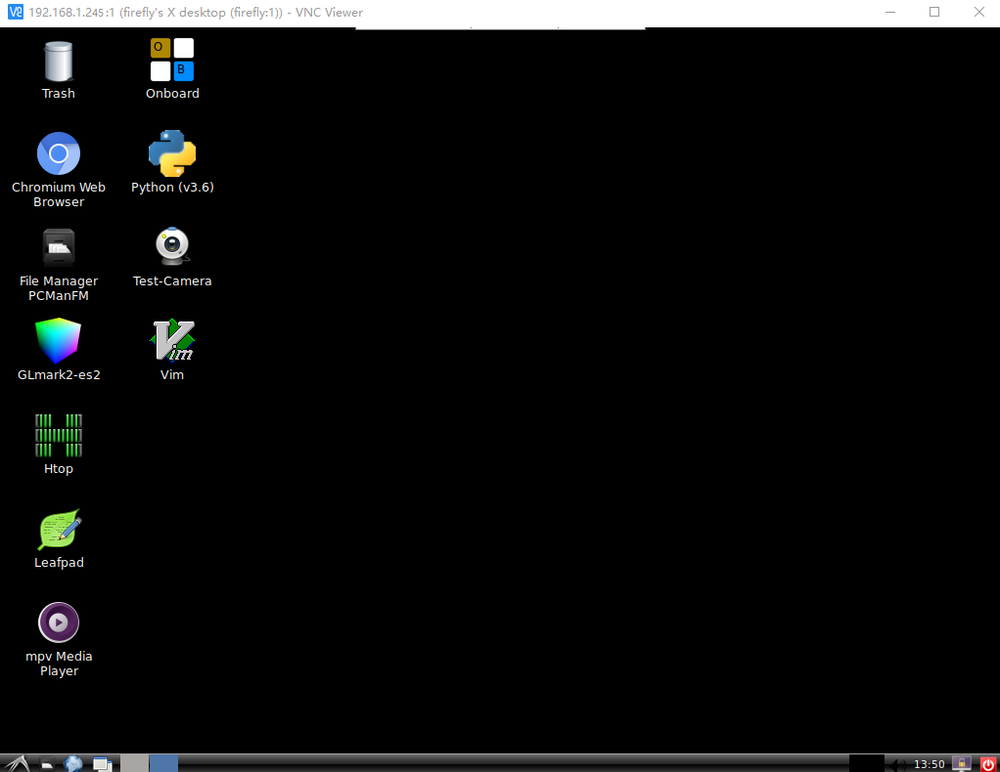 192.168.1.245:1 (firefly's X desktop (firefly:1)) - VNC Viewer
Trash
Onboard
Chromium Web
Browser
Python (v3.6)
File Manager
PCManFM
Test-Camera
GLmark2-es2
Vim
Htop
Leafpad
mpv Media
Player
13:50